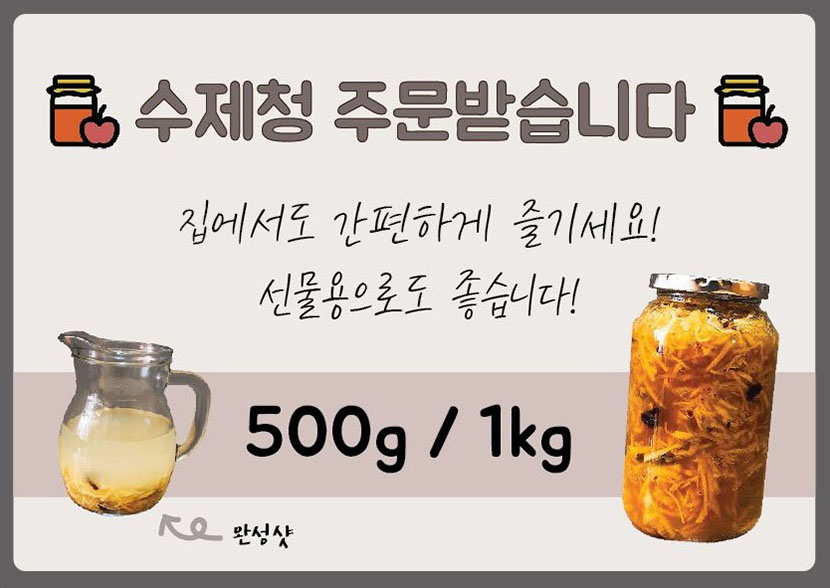 수제청 주문받습니다
집에서도 간편하게 즐기세요!
선물용으로도 좋습니다!
500g / 1kg
완성샷